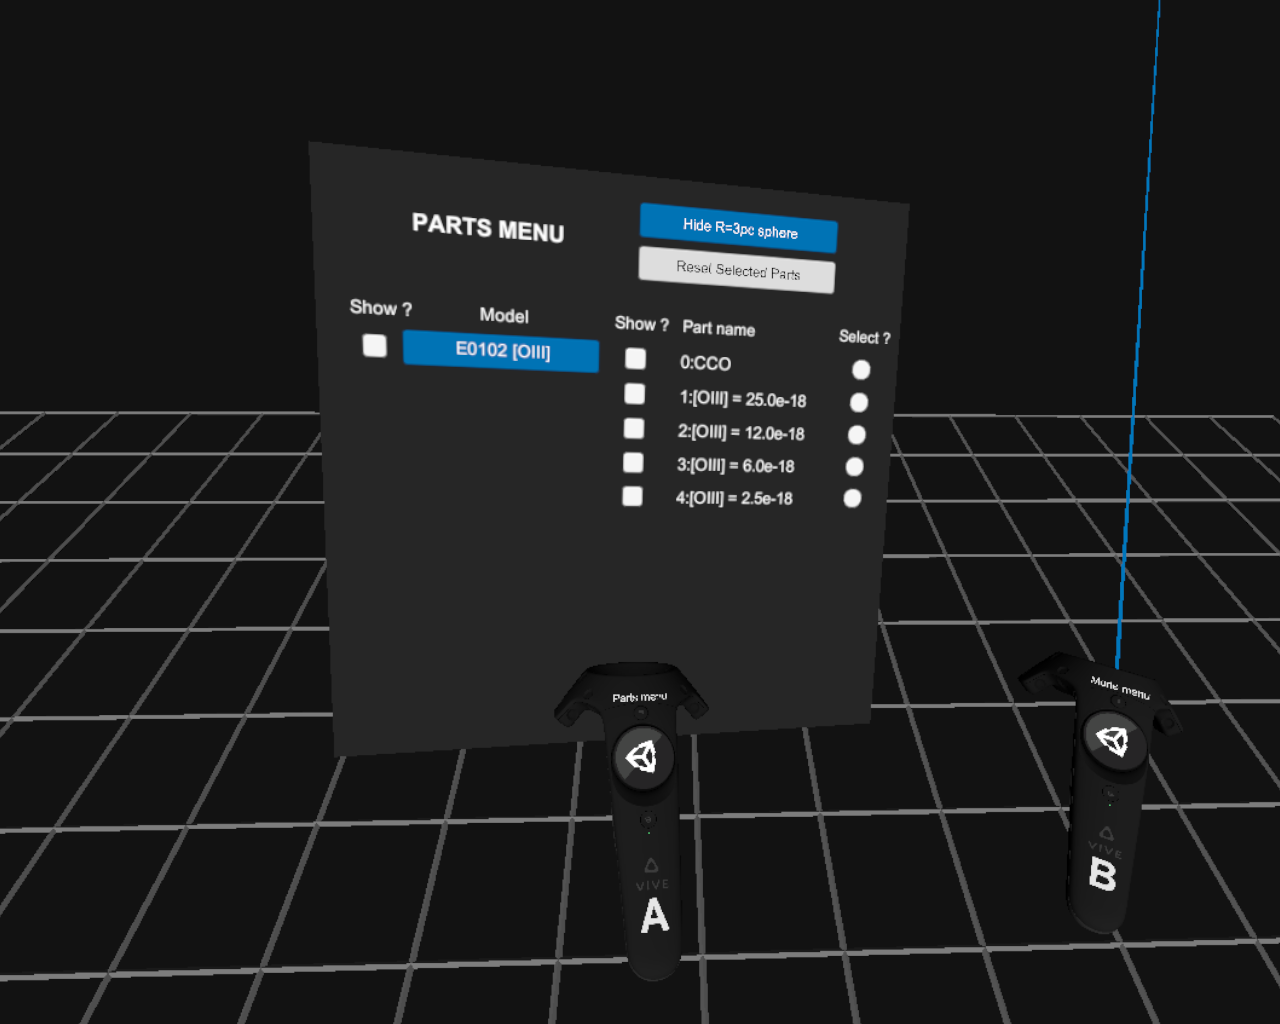 PARTS MENU
Hide R=3pc sphere
Reset Selected Parts
Show ? Model
E0102 [OIII]
Show ? Part name Select ?
0:CCO
1:[OIII] = 25.0e-18
2:[OIII] = 12.0e-18
3:[OIII] = 6.0e-18
4:[OIII] = 2.5e-18
Parts menu
VIVE
A
menu
VIVE
B